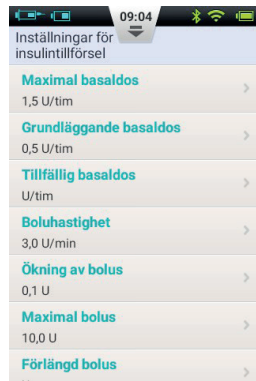 09:04
Inställningar för
insulintillförsel
Maximal basaldos
1,5 U/tim
Grundläggande basaldos
0,5 U/tim
Tillfällig basaldos
U/tim
Boluhastighet
3,0 U/min
Ökning av bolus
0,1 U
Maximal bolus
10,0 U
Förlängd bolus